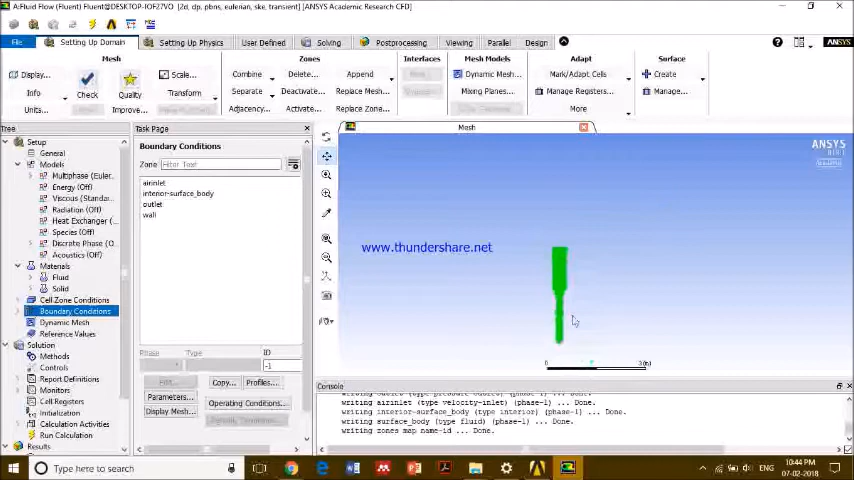 A:Fluid Flow (Fluent) Fluent@DESKTOP-IOF27VO [2d, dp, pbns, eulerian, ske, transient] [ANSYS Academic Research CFD]
File
Setting Up Domain
Setting Up Physics
User Defined
Solving
Postprocessing
Viewing
Parallel
Design
ANSYS
Mesh
Zones
Interfaces
Mesh Models
Adapt
Surface
Display...
Info
Units...
Check
Quality
Improve...
Scale...
Transform
Combine
Separate
Adjacency...
Delete...
Deactivate...
Activate...
Append
Replace Mesh...
Replace Zone...
Dynamic Mesh...
Mixing Planes...
Mark/Adapt Cells
Manage Registers...
More
Create
Manage...
Tree
Setup
General
Models
Multiphase (Euler.
Energy (Off)
Viscous (Standar.
Radiation (Off)
Heat Exchanger (
Species (Off)
Discrete Phase (
Acoustics (Off)
Materials
Fluid
Solid
Cell Zone Conditions
Boundary Conditions
Dynamic Mesh
Reference Values
Solution
Methods
Controls
Report Definitions
Monitors
Cell Registers
Initialization
Calculation Activities
Run Calculation
Results
Task Page
Boundary Conditions
Zone Filter Text
airinlet
interior-surface_body
outlet
wall
Phase
Type
ID
-1
Copy...
Profiles...
Parameters...
Operating Conditions...
Display Mesh...
Mesh
ANSYS
www.thundershare.net
0
Console
writing airinlet (type velocity-inlet) (phase-1) ... Done.
writing interior-surface_body (type interior) (phase-1) ... Done.
writing surface_body (type fluid) (phase-1) ... Done.
writing zones map name-id ... Done.
Type here to search
ENG
10:44 PM
07-02-2018